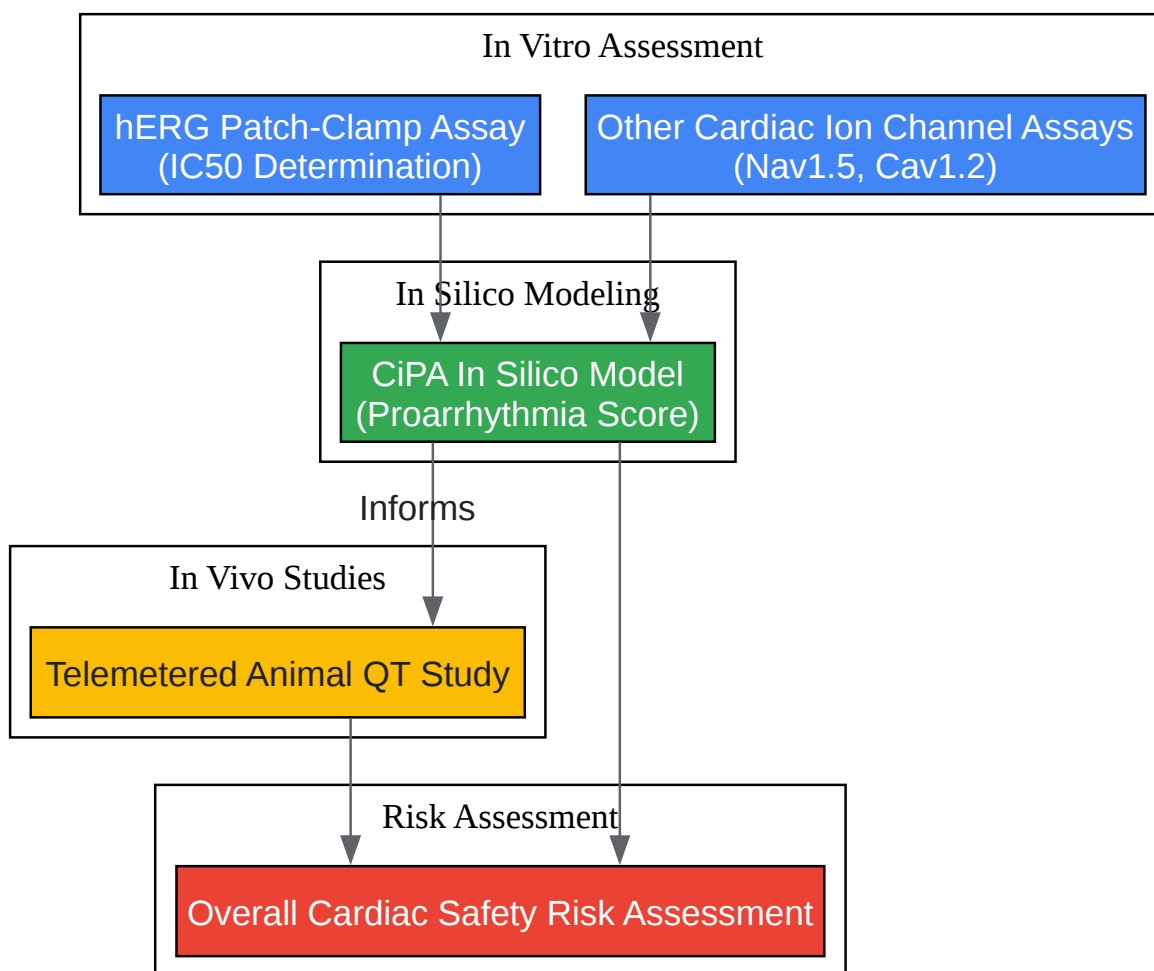 In Vitro Assessment
hERG Patch-Clamp Assay
(IC50 Determination)
Other Cardiac Ion Channel Assays
(Nav1.5, Cav1.2)
In Silico Modeling
CiPA In Silico Model
(Proarrhythmia Score)
Informs
In Vivo Studies
Telemetered Animal QT Study
Risk Assessment
Overall Cardiac Safety Risk Assessment